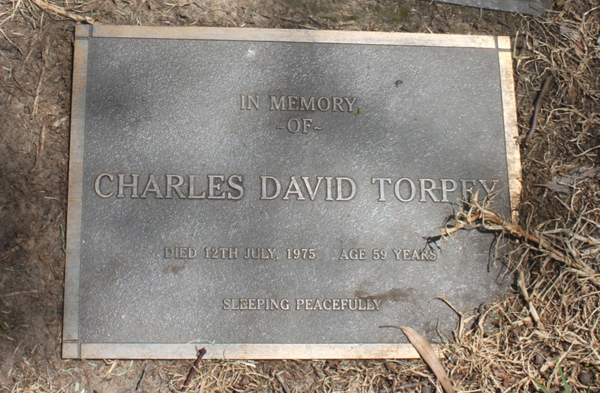 IN MEMORY
~OF~
CHARLES DAVID TORPEY
DIED 12TH JULY, 1975 AGE 59 YEARS
SLEEPING PEACEFULLY